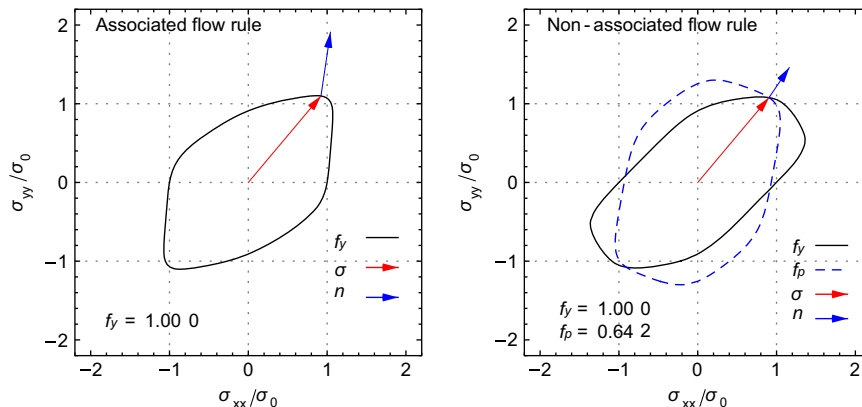 Associated flow rule
2
1
0
−1
−2
σyy/σ0
fy
σ
n
fy = 1.00 0
−2 −1 0 1 2
σxx/σ0
Non - associated flow rule
2
1
0
−1
−2
σyy/σ0
fy
fp
σ
n
fy = 1.00 0
fp = 0.64 2
−2 −1 0 1 2
σxx/σ0